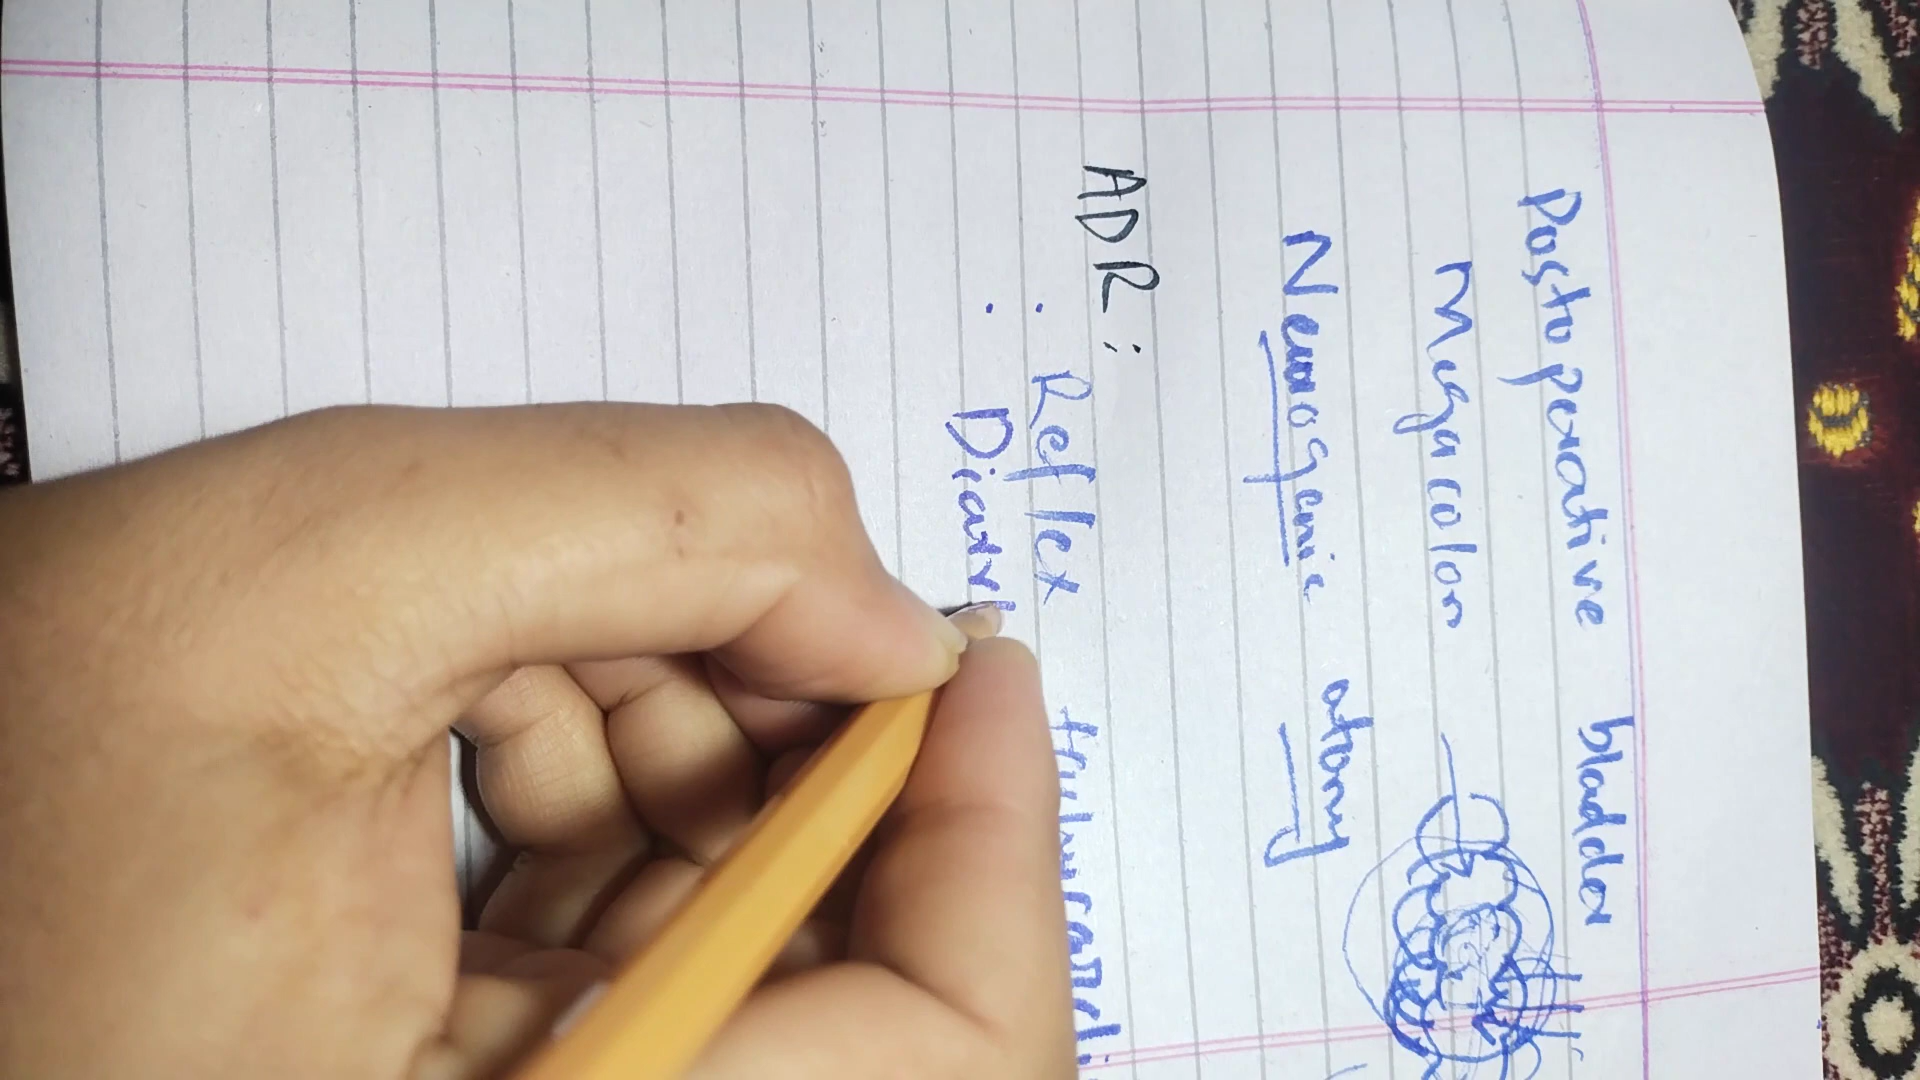 Postoperative bladder
Megacolon
Neurogenic atony
ADR:
. Reflex
. Diarr